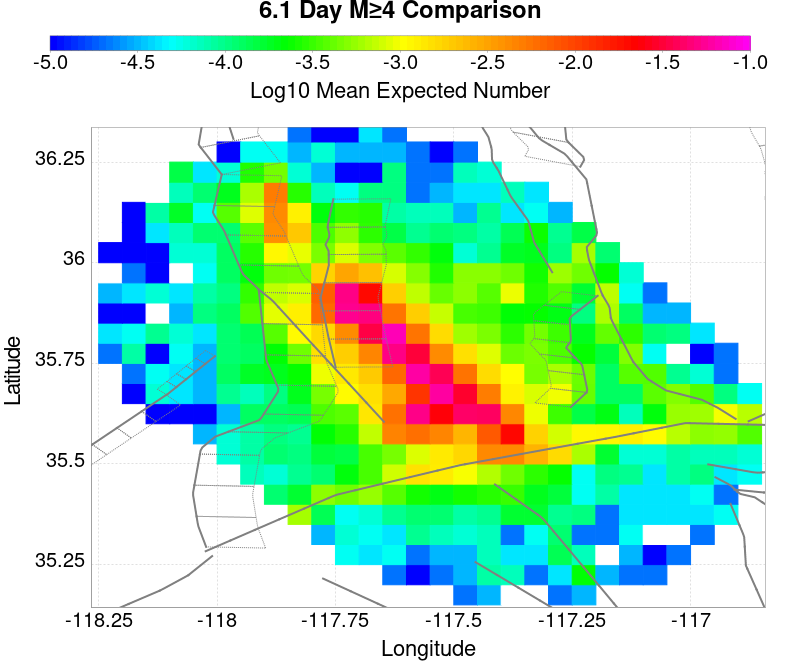 6.1 Day M≥4 Comparison
-5.0 -4.5 -4.0 -3.5 -3.0 -2.5 -2.0 -1.5 -1.0
Log10 Mean Expected Number
36.25
36
35.75
35.5
35.25
Latitude
-118.25 -118 -117.75 -117.5 -117.25 -117
Longitude